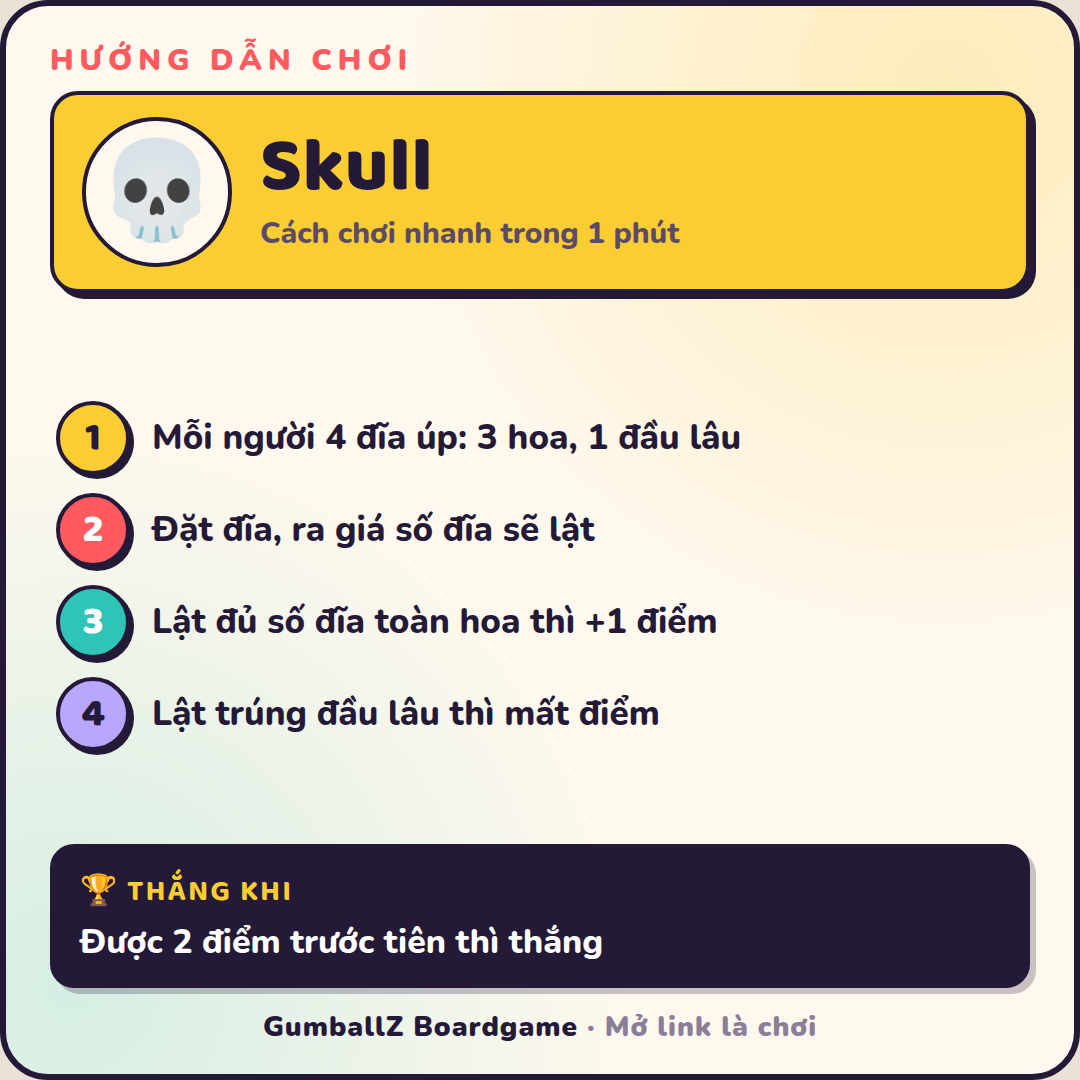 HƯỚNG DẪN CHƠI
Skull
Cách chơi nhanh trong 1 phút
1 Mỗi người 4 đĩa úp: 3 hoa, 1 đầu lâu
2 Đặt đĩa, ra giá số đĩa sẽ lật
3 Lật đủ số đĩa toàn hoa thì +1 điểm
4 Lật trúng đầu lâu thì mất điểm
🏆 THẮNG KHI
Được 2 điểm trước tiên thì thắng
GumballZ Boardgame · Mở link là chơi